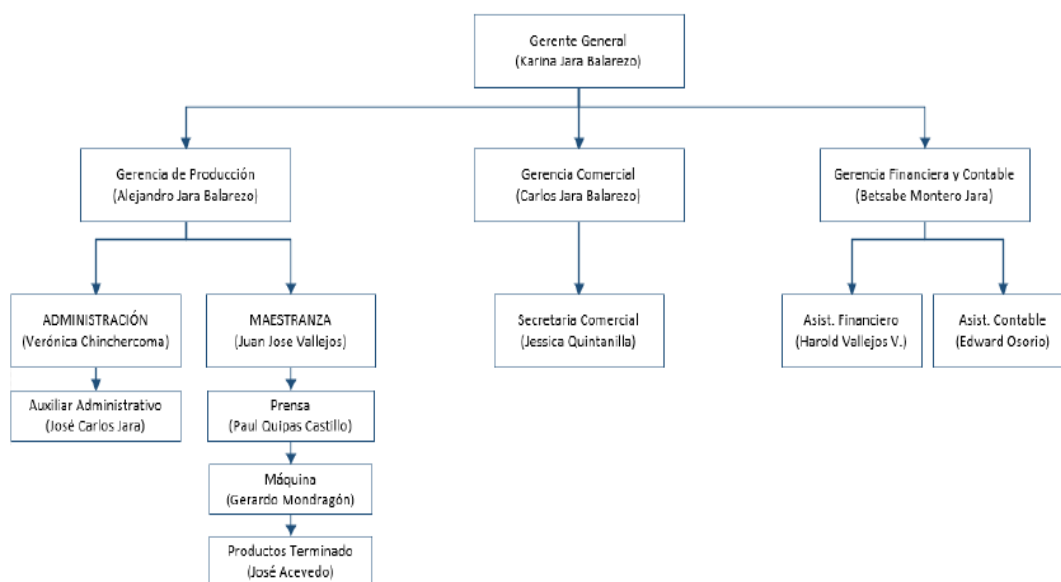 Gerente General
(Karina Jara Balarezo)
Gerencia de Producción
(Alejandro Jara Balarezo)
Gerencia Comercial
(Carlos Jara Balarezo)
Gerencia Financiera y Contable
(Betsabe Montero Jara)
ADMINISTRACIÓN
(Verónica Chinchercoma)
MAESTRANZA
(Juan Jose Vallejos)
Secretaria Comercial
(Jessica Quintanilla)
Asist. Financiero
(Harold Vallejos V.)
Asist. Contable
(Edward Osorio)
Auxiliar Administrativo
(José Carlos Jara)
Prensa
(Paul Quipas Castillo)
Máquina
(Gerardo Mondragón)
Productos Terminado
(José Acevedo)